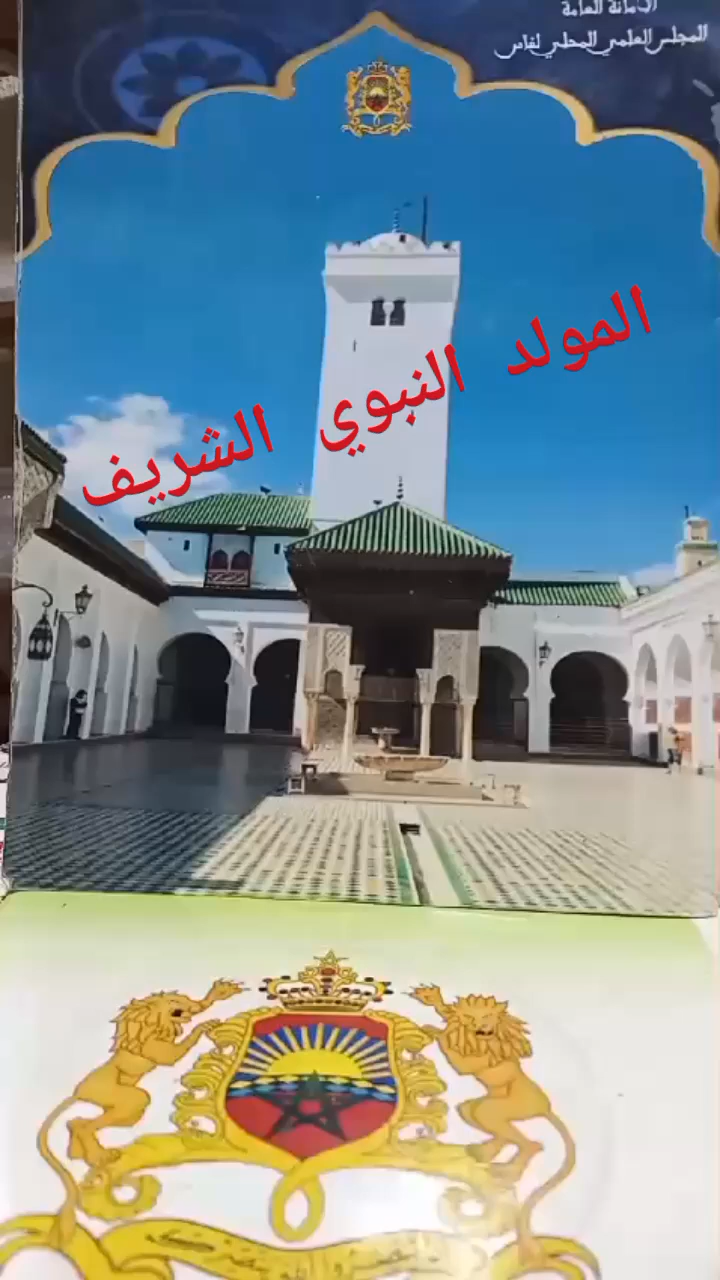 الأمانة العامة
المجلس العلمي المحلي لفاس
المولد النبوي الشريف